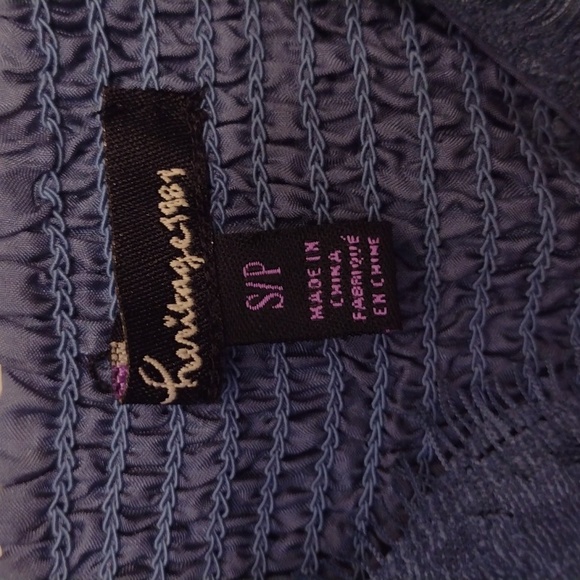 heritage1981
S/P
MADE IN
CHINA
FABRIQUÉ
EN CHINE